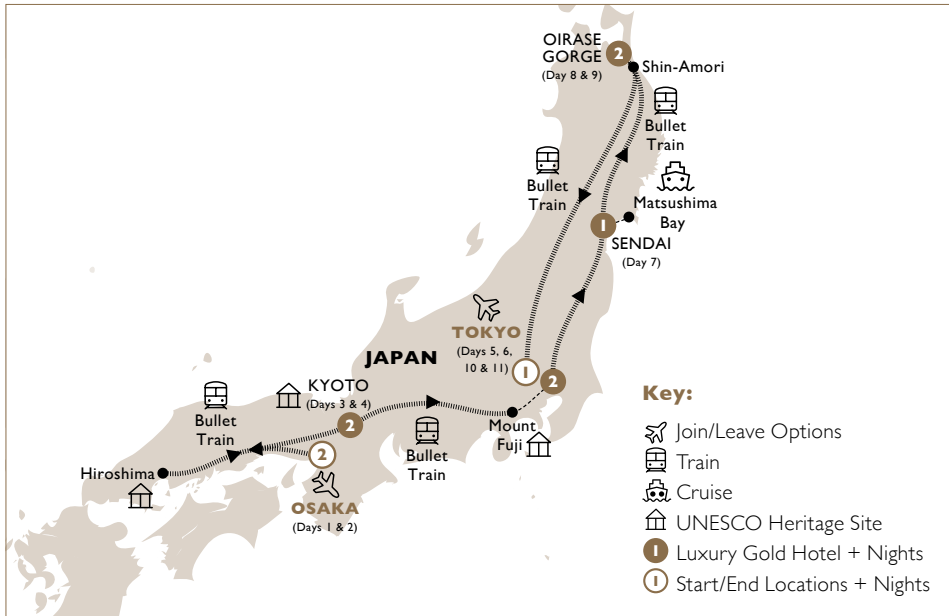 OIRASE
GORGE
(Day 8 & 9)
2
Shin-Amori
Bullet
Train
Bullet
Train
Matsushima
Bay
1
SENDAI
(Day 7)
TOKYO
(Days 5, 6,
10 & 11)
1
2
JAPAN
KYOTO
(Days 3 & 4)
2
Bullet
Train
Mount
Fuji
Bullet
Train
Hiroshima
2
OSAKA
(Days 1 & 2)
Key:
Join/Leave Options
Train
Cruise
UNESCO Heritage Site
1 Luxury Gold Hotel + Nights
1 Start/End Locations + Nights